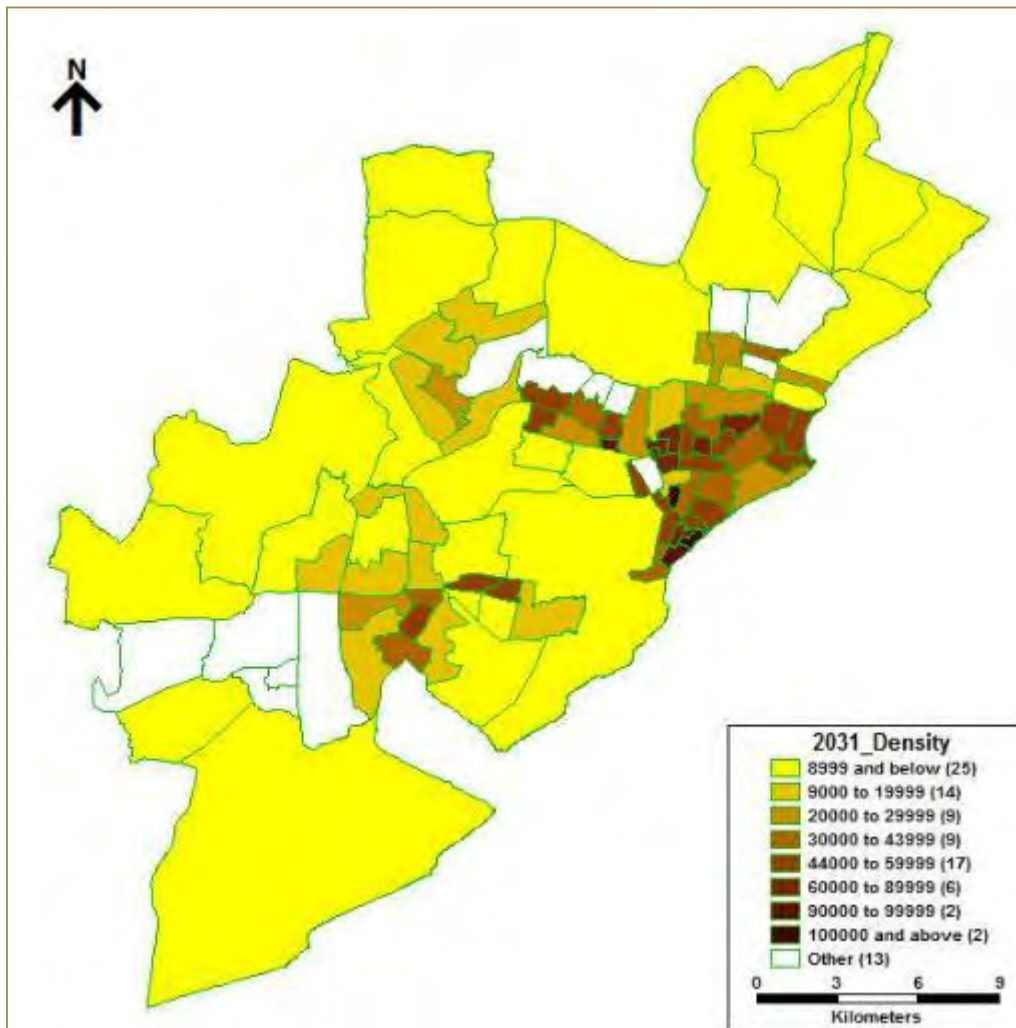 N
2031_Density
8999 and below (25)
9000 to 19999 (14)
20000 to 29999 (9)
30000 to 43999 (9)
44000 to 59999 (17)
60000 to 89999 (6)
90000 to 99999 (2)
100000 and above (2)
Other (13)
0 3 6 9
Kilometers